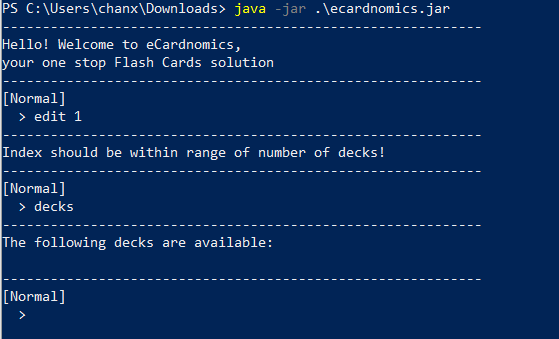 PS C:\Users\chanx\Downloads> java -jar .\ecardnomics.jar
------------------------------------------------------------
Hello! Welcome to eCardnomics,
your one stop Flash Cards solution
------------------------------------------------------------
[Normal]
  > edit 1
------------------------------------------------------------
Index should be within range of number of decks!
------------------------------------------------------------
[Normal]
  > decks
------------------------------------------------------------
The following decks are available:

------------------------------------------------------------
[Normal]
  >